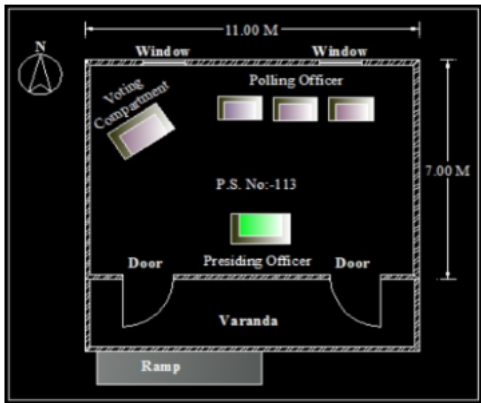 11.00 M
N
Window
Window
Voting
Compartment
Polling Officer
7.00 M
P.S. No:-113
Door
Presiding Officer
Door
Varanda
Ramp